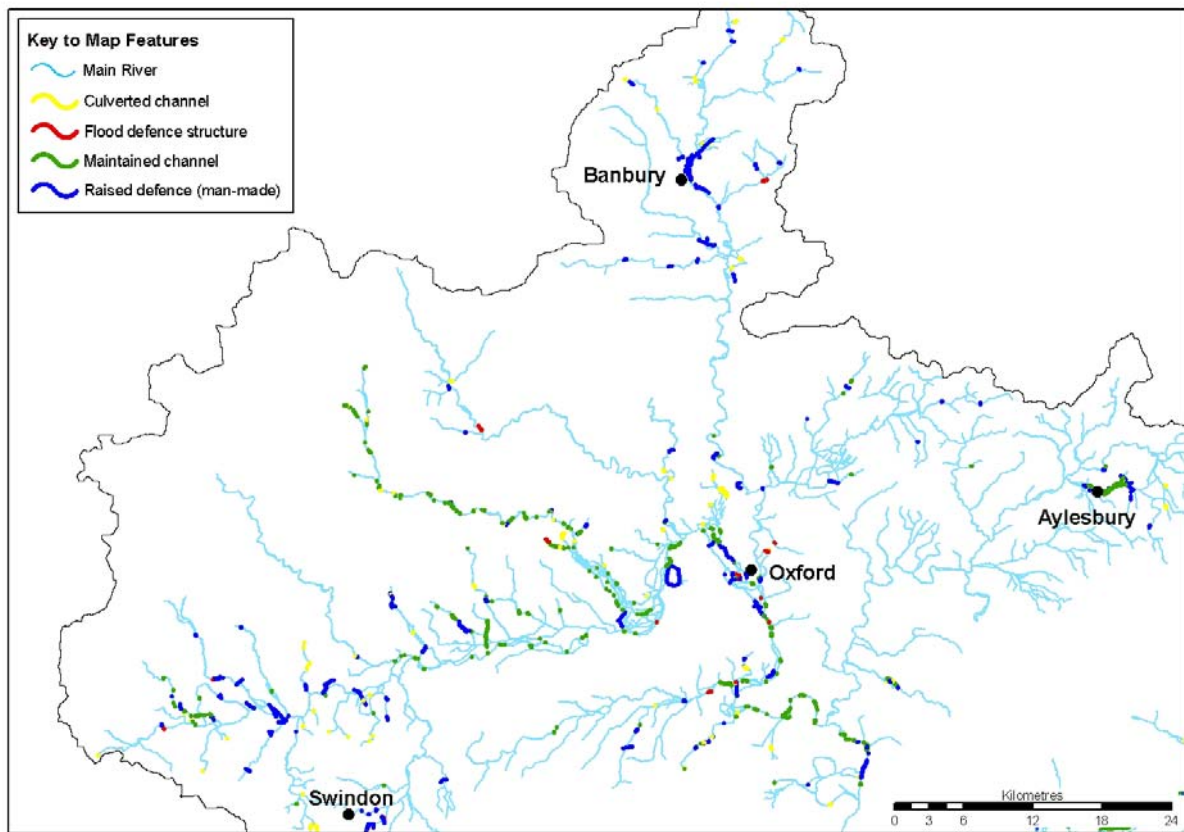 Key to Map Features
Main River
Culverted channel
Flood defence structure
Maintained channel
Raised defence (man-made)
Banbury
Aylesbury
Oxford
Swindon
Kilometres
0 3 6 12 18 24